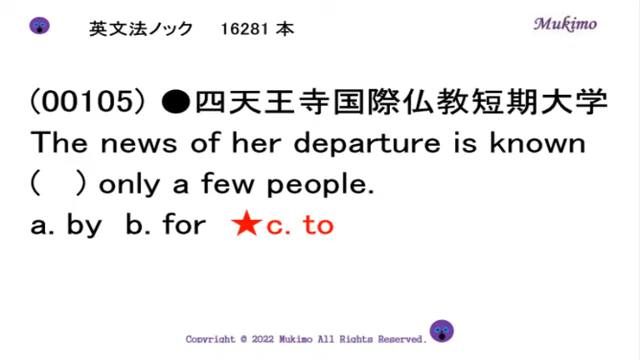 英文法ノック 16281 本
Mukimo
(00105) ●四天王寺国際仏教短期大学
The news of her departure is known
( ) only a few people.
a. by b. for ★c. to
Copyright @ 2022 Mukimo All Rights Reserved.